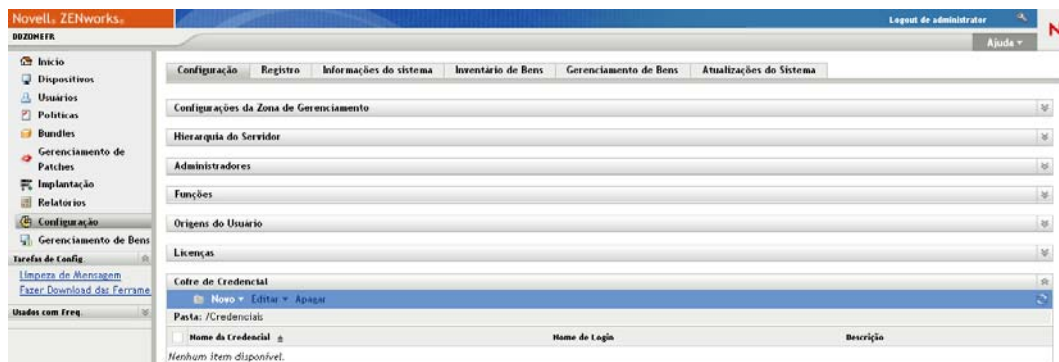 Novell® ZENworks®
Logout de administrator
DDZONEFR
Ajuda
Início
Dispositivos
Usuários
Políticas
Bundles
Gerenciamento de
Patches
Implantação
Relatórios
Configuração
Gerenciamento de Bens
Tarefas de Config.
Limpeza de Mensagem
Fazer Download das Ferrame
Usados com Freq.
Configuração Registro Informações do sistema Inventário de Bens Gerenciamento de Bens Atualizações do Sistema
Configurações da Zona de Gerenciamento
Hierarquia do Servidor
Administradores
Funções
Origens do Usuário
Licenças
Cofre de Credencial
Novo Editar Apagar
Pasta: /Credenciais
Nome da Credencial Nome de Login Descrição
Nenhum item disponível.